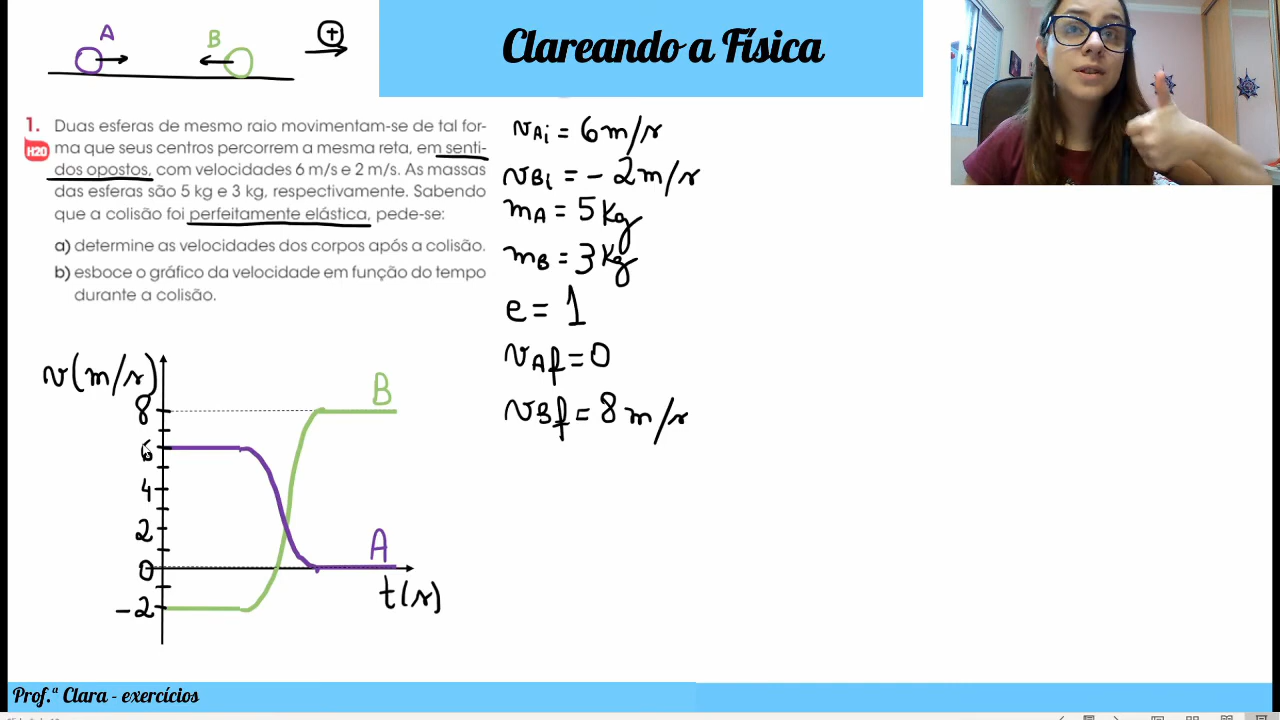 A
B
+
Clareando a Física
1.
H20
Duas esferas de mesmo raio movimentam-se de tal for-
ma que seus centros percorrem a mesma reta, em senti-
dos opostos, com velocidades 6 m/s e 2 m/s. As massas
das esferas são 5 kg e 3 kg, respectivamente. Sabendo
que a colisão foi perfeitamente elástica, pede-se:
a) determine as velocidades dos corpos após a colisão.
b) esboce o gráfico da velocidade em função do tempo
durante a colisão.
vAi = 6 m/s
vBi = - 2 m/s
mA = 5 kg
mB = 3 kg
e = 1
vAf = 0
vBf = 8 m/s
v(m/s)
8
6
4
2
0
-2
B
A
t(s)
Prof.ª Clara - exercícios